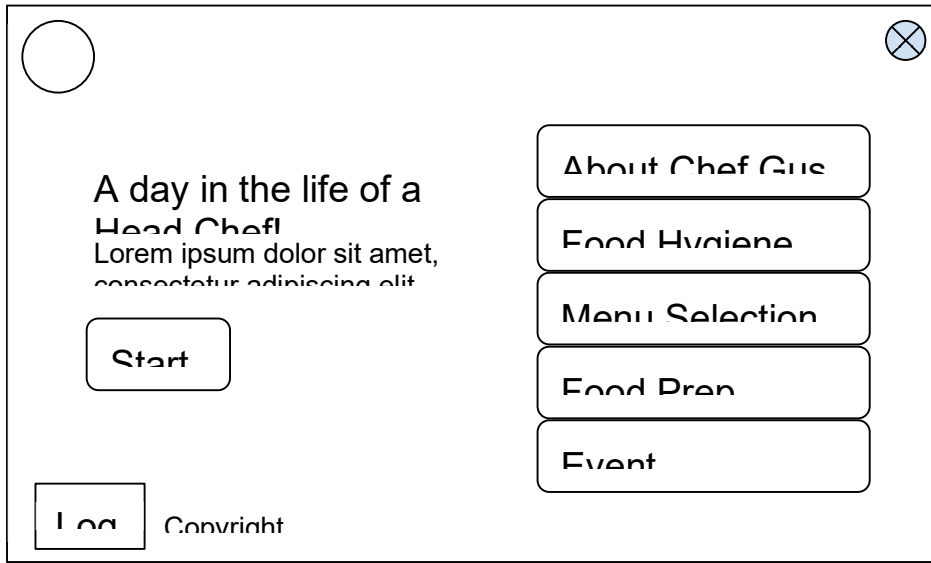 A day in the life of a
Head Chef!
Lorem ipsum dolor sit amet,
consectetur adipiscing elit
Start
About Chef Gus
Food Hygiene
Menu Selection
Food Prep
Event
Log
Copyright